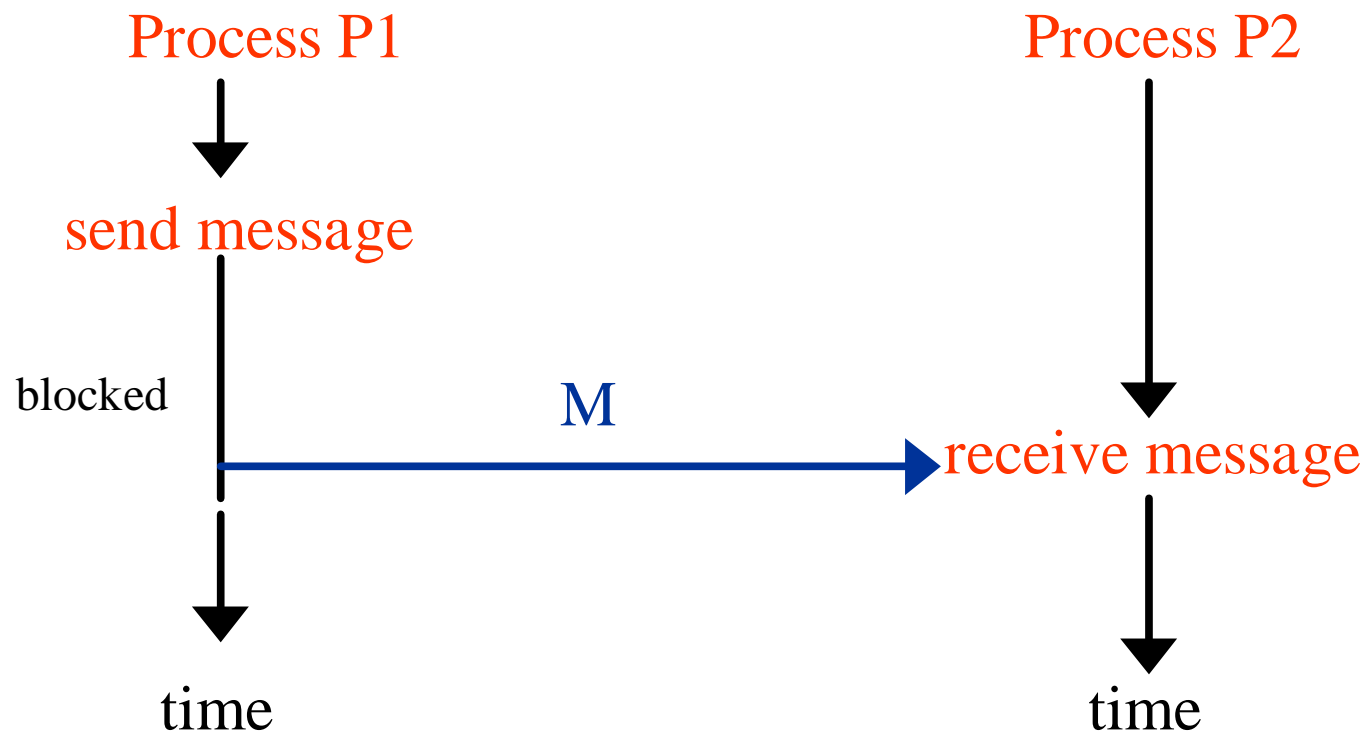 Process P1
Process P2
send message
blocked
M
receive message
time
time